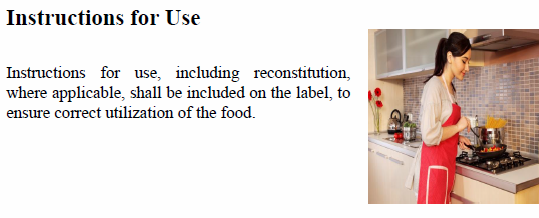 Instructions for Use
Instructions for use, including reconstitution,
where applicable, shall be included on the label, to
ensure correct utilization of the food.